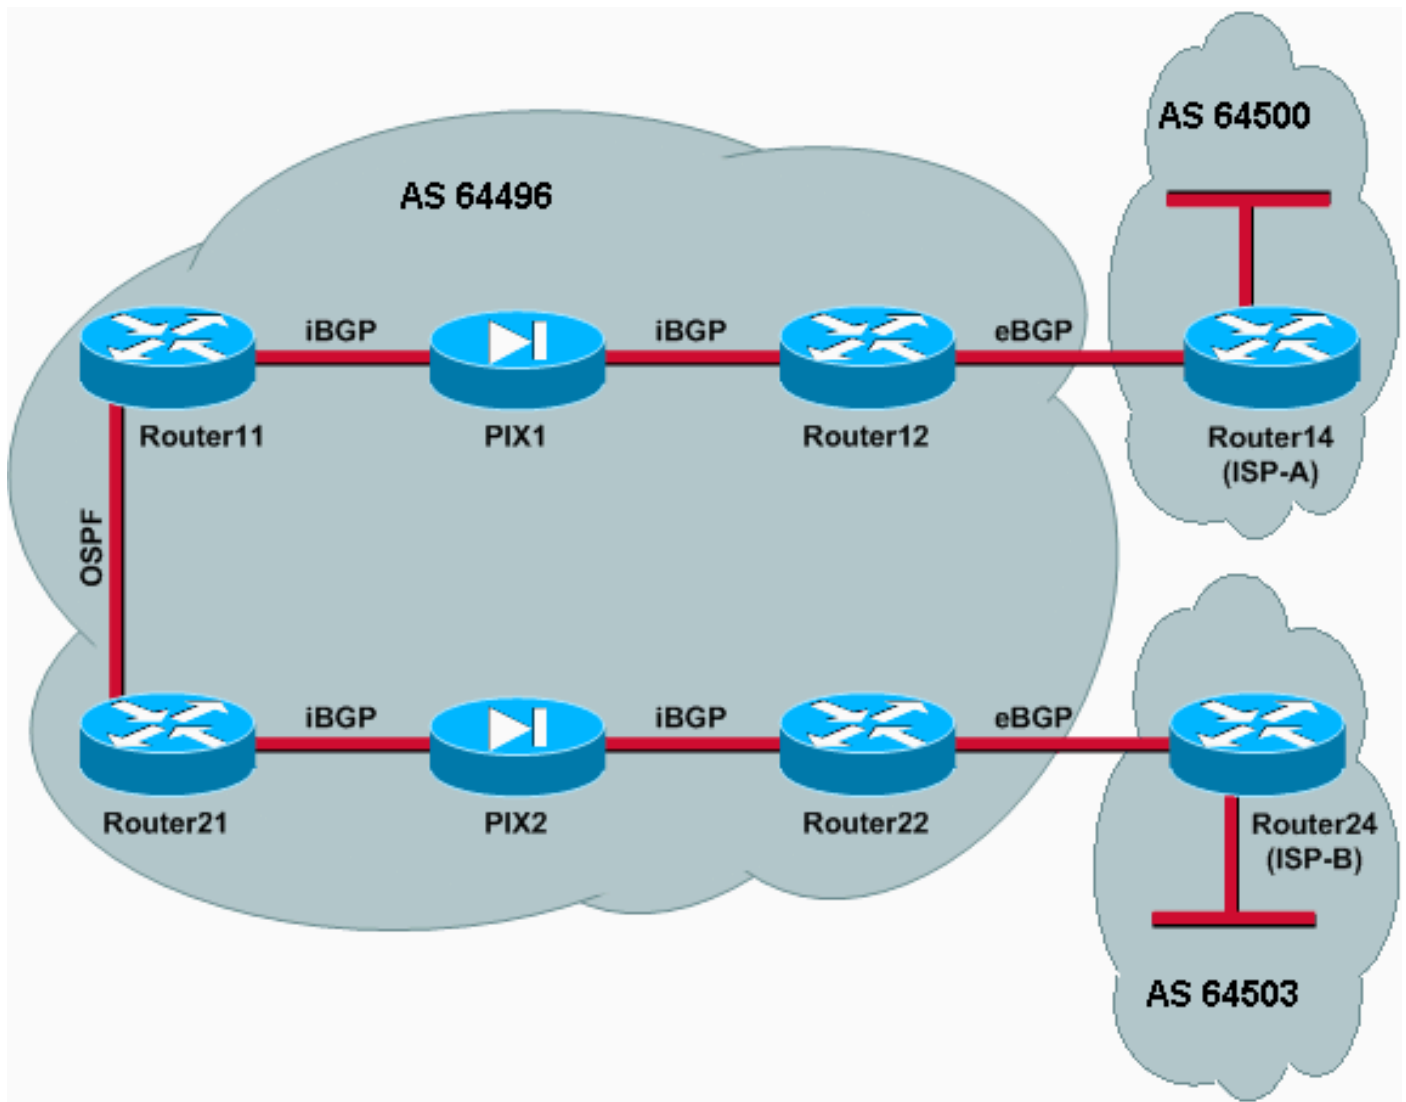 AS 64500
AS 64496
iBGP
iBGP
eBGP
Router11
PIX1
Router12
Router14
(ISP-A)
OSPF
iBGP
iBGP
eBGP
Router21
PIX2
Router22
Router24
(ISP-B)
AS 64503